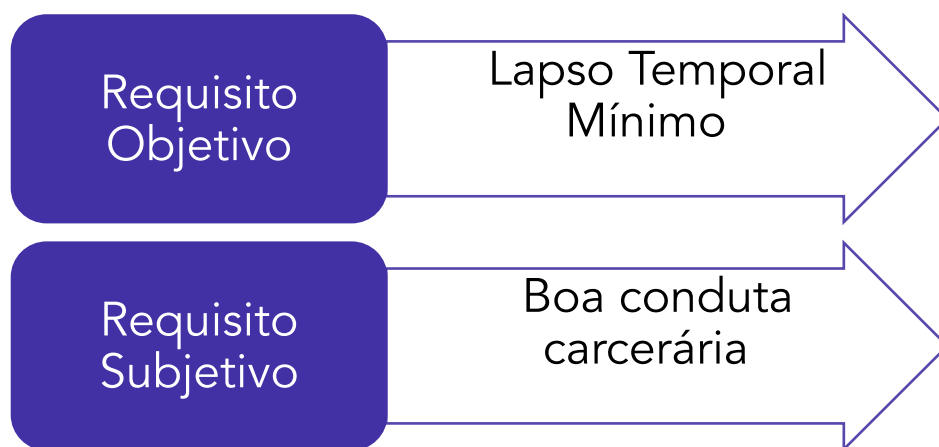 Requisito
Objetivo
Lapso Temporal
Mínimo
Requisito
Subjetivo
Boa conduta
carcerária